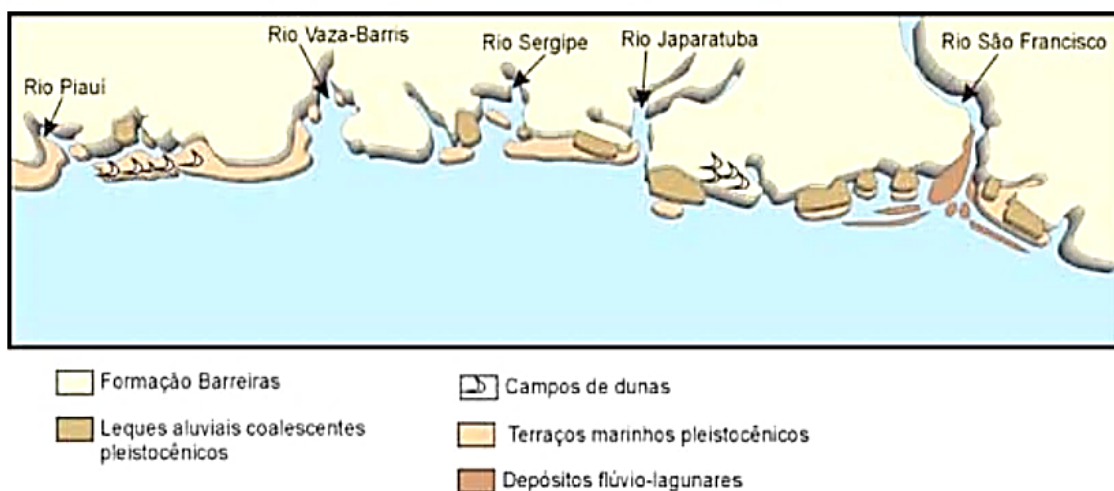 Rio Piauí
Rio Vaza-Barris
Rio Sergipe
Rio Japaratuba
Rio São Francisco
Formação Barreiras
Leques aluviais coalescentes
pleistocênicos
Campos de dunas
Terraços marinhos pleistocênicos
Depósitos flúvio-lagunares